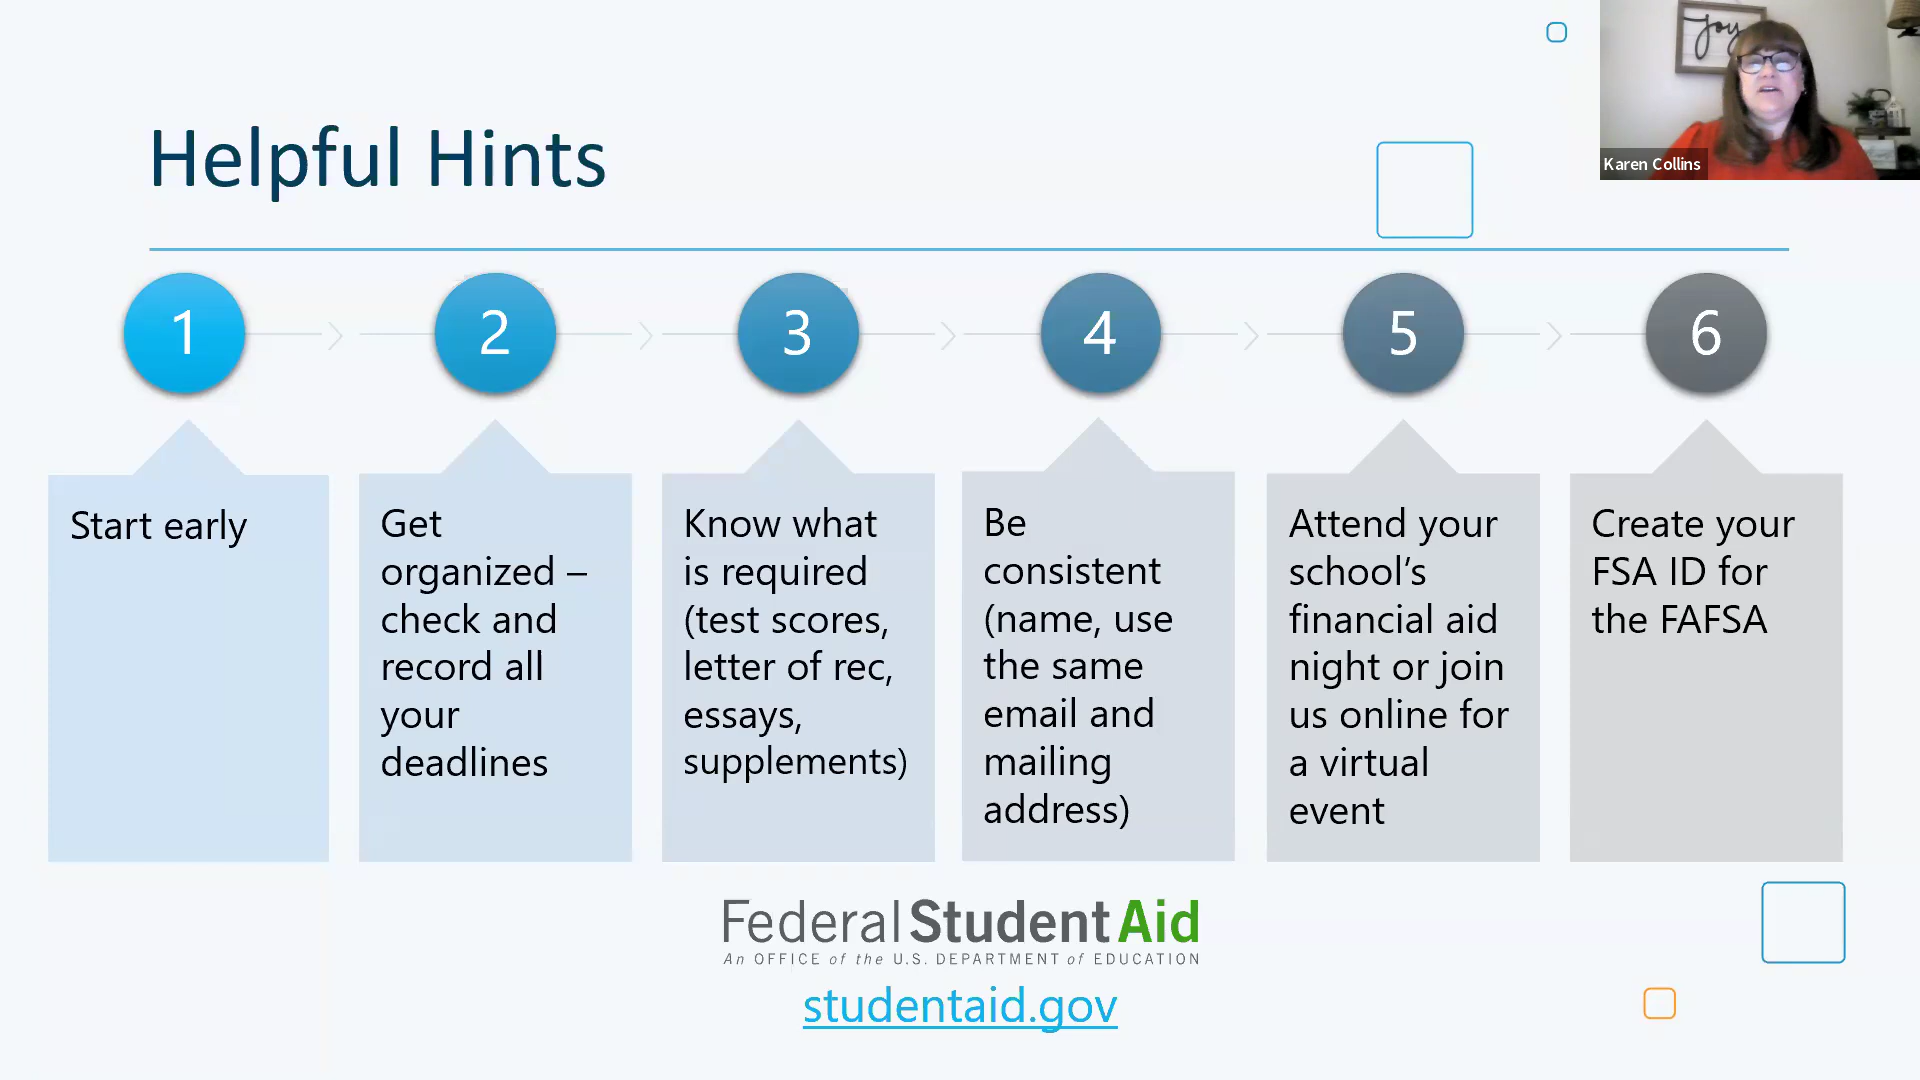 Joy
Karen Collins
Helpful Hints
1
2
3
4
5
6
Start early
Get
organized –
check and
record all
your
deadlines
Know what
is required
(test scores,
letter of rec,
essays,
supplements)
Be
consistent
(name, use
the same
email and
mailing
address)
Attend your
school’s
financial aid
night or join
us online for
a virtual
event
Create your
FSA ID for
the FAFSA
Federal Student Aid
An OFFICE of the U.S. DEPARTMENT of EDUCATION
studentaid.gov